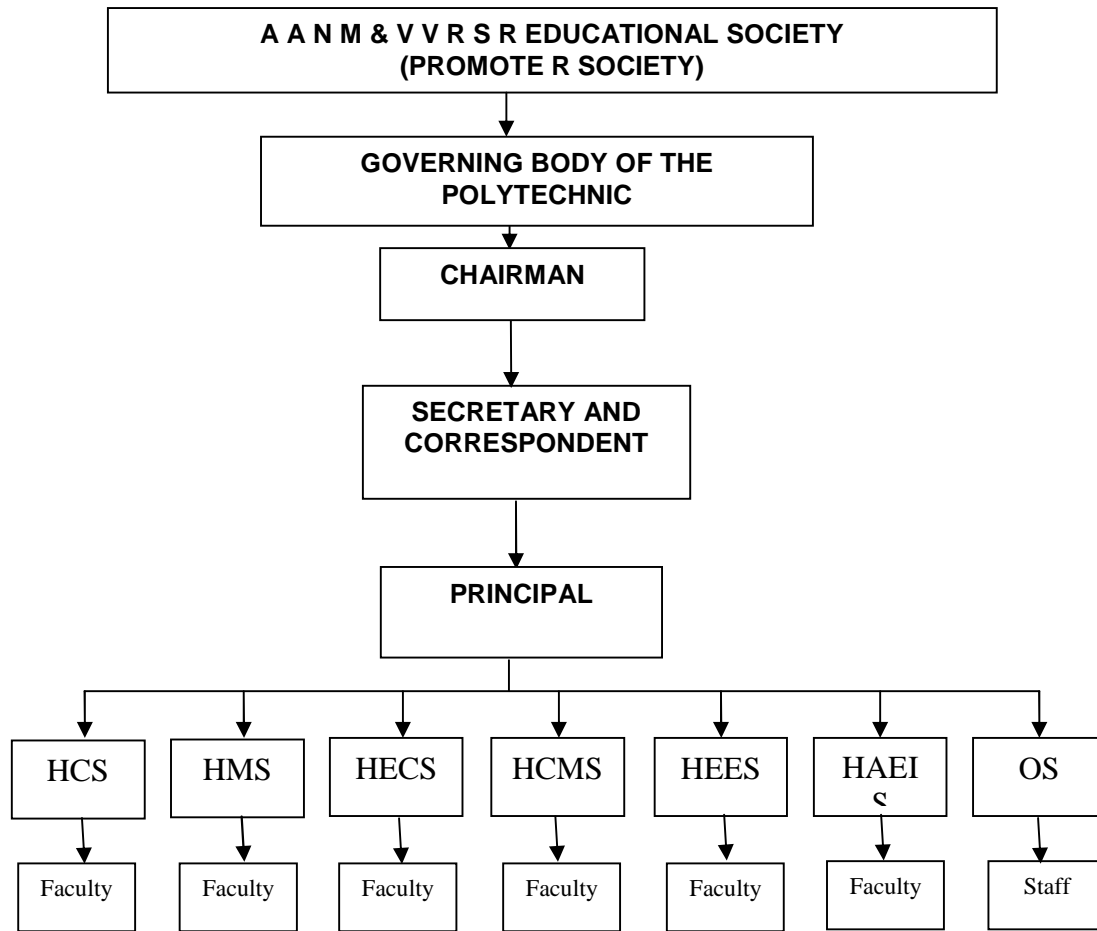 A A N M & V V R S R EDUCATIONAL SOCIETY
(PROMOTE R SOCIETY)
GOVERNING BODY OF THE
POLYTECHNIC
CHAIRMAN
SECRETARY AND
CORRESPONDENT
PRINCIPAL
HCS
HMS
HECS
HCMS
HEES
HAEI
S
OS
Faculty
Faculty
Faculty
Faculty
Faculty
Faculty
Staff